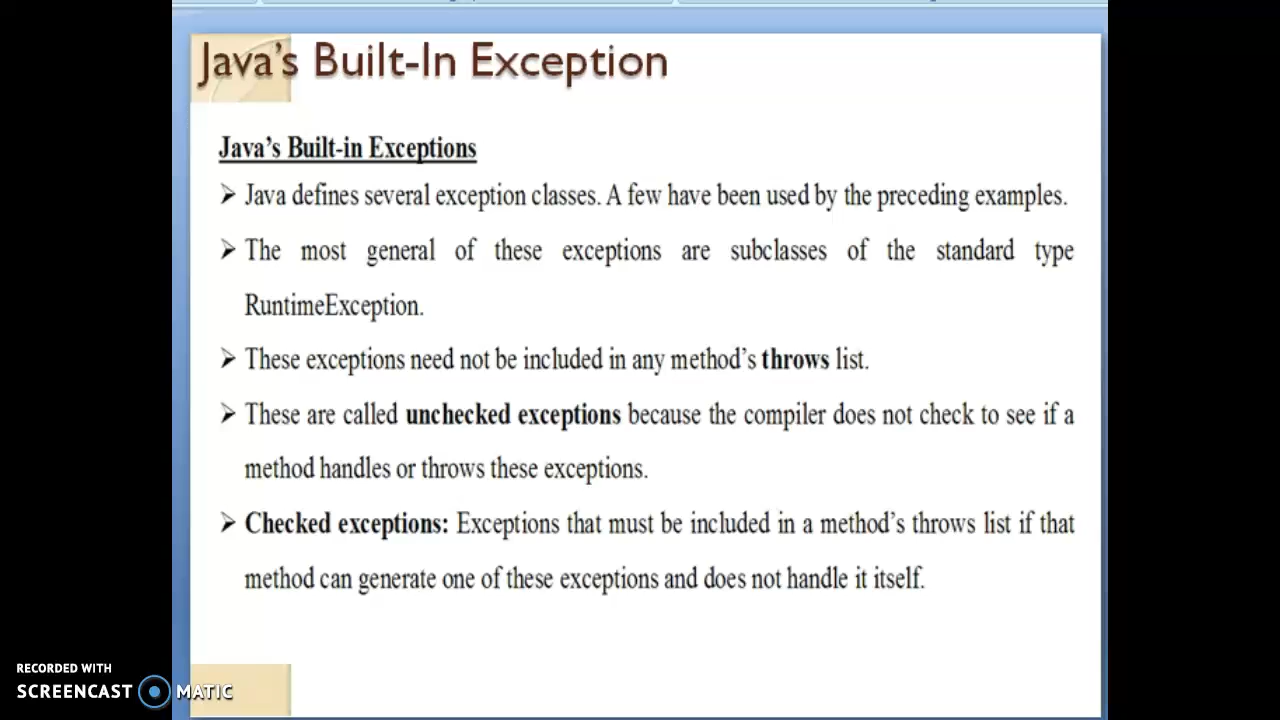 Java's Built-In Exception
Java's Built-in Exceptions
➢ Java defines several exception classes. A few have been used by the preceding examples.
➢ The most general of these exceptions are subclasses of the standard type
RuntimeException.
➢ These exceptions need not be included in any method's throws list.
➢ These are called unchecked exceptions because the compiler does not check to see if a
method handles or throws these exceptions.
➢ Checked exceptions: Exceptions that must be included in a method's throws list if that
method can generate one of these exceptions and does not handle it itself.
RECORDED WITH
SCREENCAST MATIC